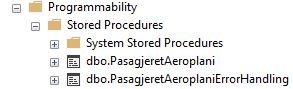 Programmability
Stored Procedures
System Stored Procedures
dbo.PasagjeretAeroplani
dbo.PasagjeretAeroplaniErrorHandling